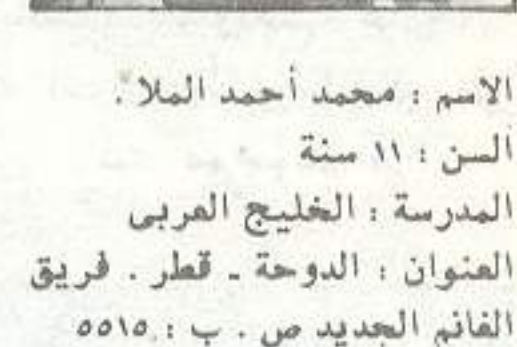 الاسم : محمد أحمد الملا .
السن : ١١ سنة
المدرسة : الخليج العربى
العنوان : الدوحة ـ قطر . فريق
الغانم الجديد ص . ب : ٥٥١٥